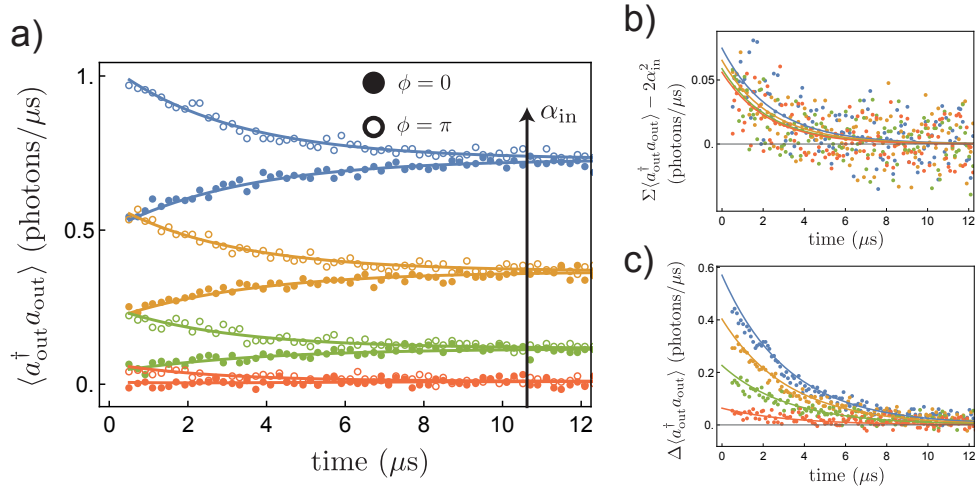 a)
⟨a†out aout⟩ (photons/μs)
1.
0.5
0.
ϕ = 0
ϕ = π
αin
0 2 4 6 8 10 12
time (μs)
b)
Σ⟨a†out aout⟩ − 2α²in
(photons/μs)
0.05
0
0 2 4 6 8 10 12
time (μs)
c)
Δ⟨a†out aout⟩ (photons/μs)
0.6
0.4
0.2
0
0 2 4 6 8 10 12
time (μs)